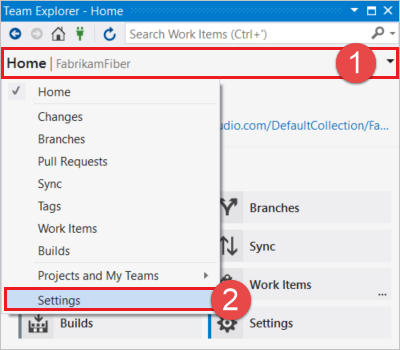 Team Explorer - Home
Search Work Items (Ctrl+')
Home | FabrikamFiber
1
Home
Changes
Branches
Pull Requests
Sync
Tags
Work Items
Builds
Projects and My Teams
Settings
2
udio.com/DefaultCollection/Fa...
Branches
Sync
Work Items
...
Builds
Settings